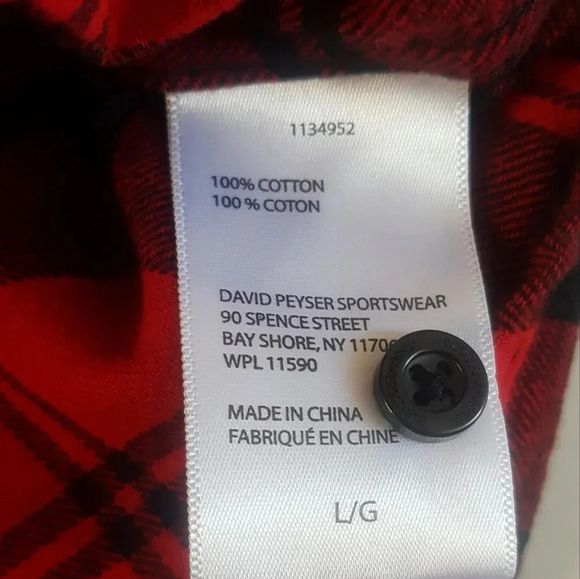 1134952
100% COTTON
100 % COTON
DAVID PEYSER SPORTSWEAR
90 SPENCE STREET
BAY SHORE, NY
WPL 11590
MADE IN CHINA
FABRIQUÉ EN CHINE
L/G